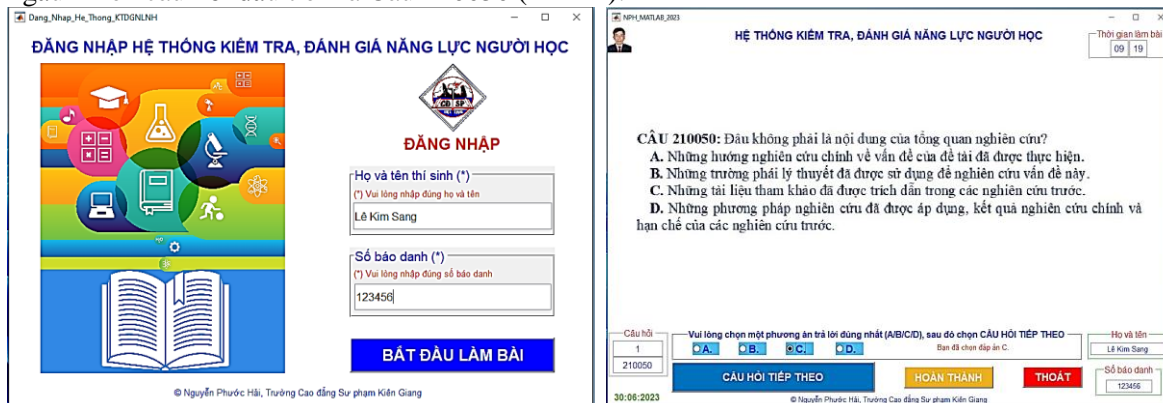 Dang_Nhap_He_Thong_KTDGNLNH
ĐĂNG NHẬP HỆ THỐNG KIỂM TRA, ĐÁNH GIÁ NĂNG LỰC NGƯỜI HỌC
CĐ SP
ĐĂNG NHẬP
Họ và tên thí sinh (*)
(*) Vui lòng nhập đúng họ và tên
Lê Kim Sang
Số báo danh (*)
(*) Vui lòng nhập đúng số báo danh
123456
BẮT ĐẦU LÀM BÀI
© Nguyễn Phước Hải, Trường Cao đẳng Sư phạm Kiên Giang
NPH_MATLAB_2023
HỆ THỐNG KIỂM TRA, ĐÁNH GIÁ NĂNG LỰC NGƯỜI HỌC
Thời gian làm bài
09 19
CÂU 210050: Đâu không phải là nội dung của tổng quan nghiên cứu?
A. Những hướng nghiên cứu chính về vấn đề của đề tài đã được thực hiện.
B. Những trường phái lý thuyết đã được sử dụng để nghiên cứu vấn đề này.
C. Những tài liệu tham khảo đã được trích dẫn trong các nghiên cứu trước.
D. Những phương pháp nghiên cứu đã được áp dụng, kết quả nghiên cứu chính và
hạn chế của các nghiên cứu trước.
Câu hỏi
1
210050
Vui lòng chọn một phương án trả lời đúng nhất (A/B/C/D), sau đó chọn CÂU HỎI TIẾP THEO
A. B. C. D.
Bạn đã chọn đáp án C.
Họ và tên
Lê Kim Sang
CÂU HỎI TIẾP THEO
HOÀN THÀNH
THOÁT
Số báo danh
123456
30:06:2023
© Nguyễn Phước Hải, Trường Cao đẳng Sư phạm Kiên Giang